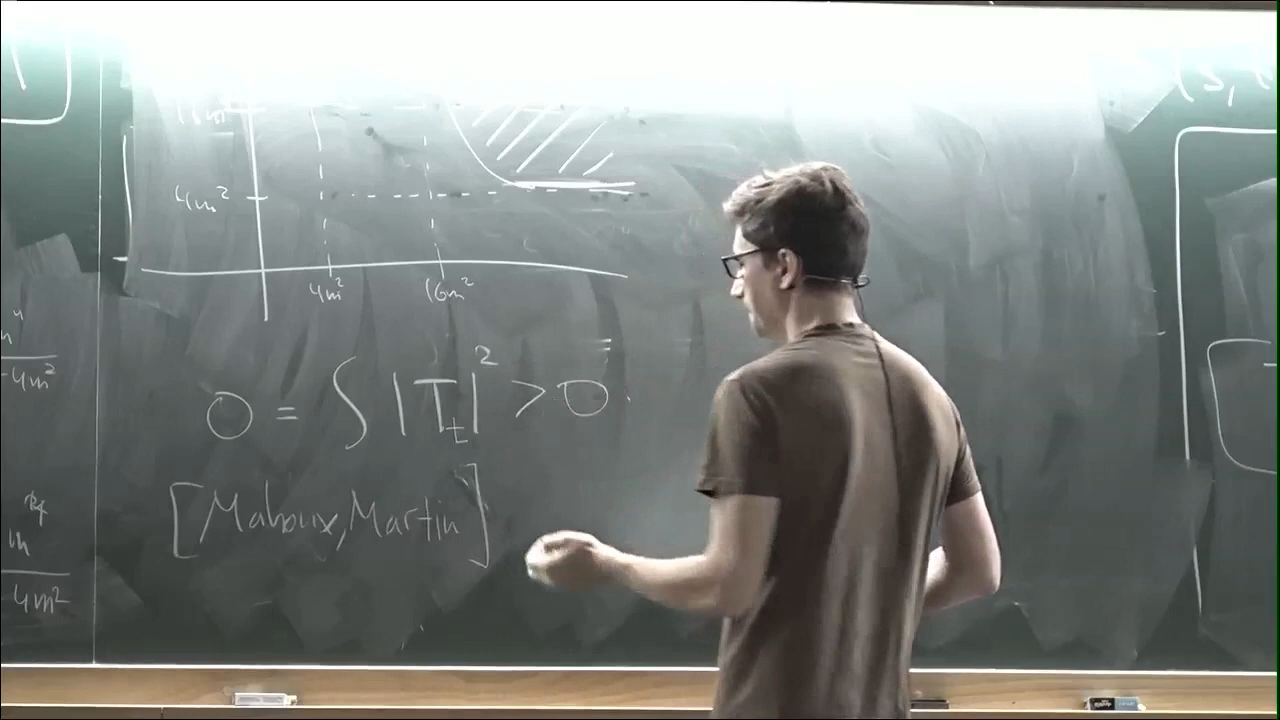 16m²
4m²
4m² 16m²
0 = ∫ |T_t|² > 0.
[Mahoux, Martin]
-4m²
4m²
(s, t